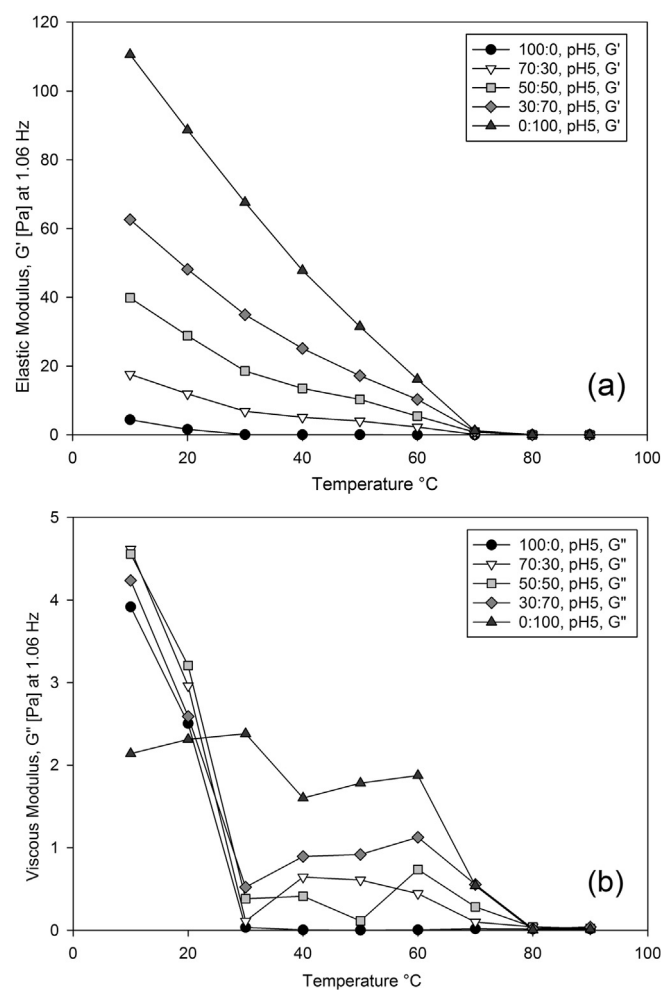 120
100
80
60
40
20
0
Elastic Modulus, G' [Pa] at 1.06 Hz
100:0, pH5, G'
70:30, pH5, G'
50:50, pH5, G'
30:70, pH5, G'
0:100, pH5, G'
(a)
0 20 40 60 80 100
Temperature °C
5
4
3
2
1
0
Viscous Modulus, G" [Pa] at 1.06 Hz
100:0, pH5, G"
70:30, pH5, G"
50:50, pH5, G"
30:70, pH5, G"
0:100, pH5, G"
(b)
0 20 40 60 80 100
Temperature °C